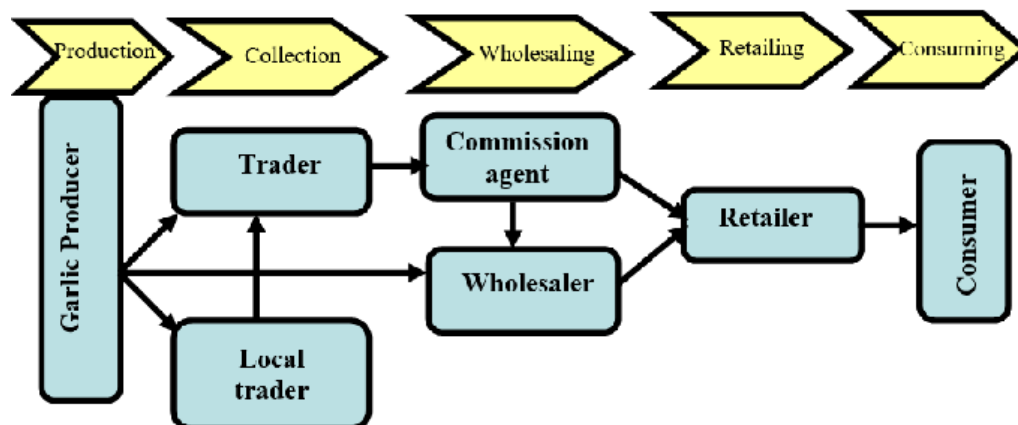 Production
Collection
Wholesaling
Retailing
Consuming
Garlic Producer
Trader
Local
trader
Commission
agent
Wholesaler
Retailer
Consumer